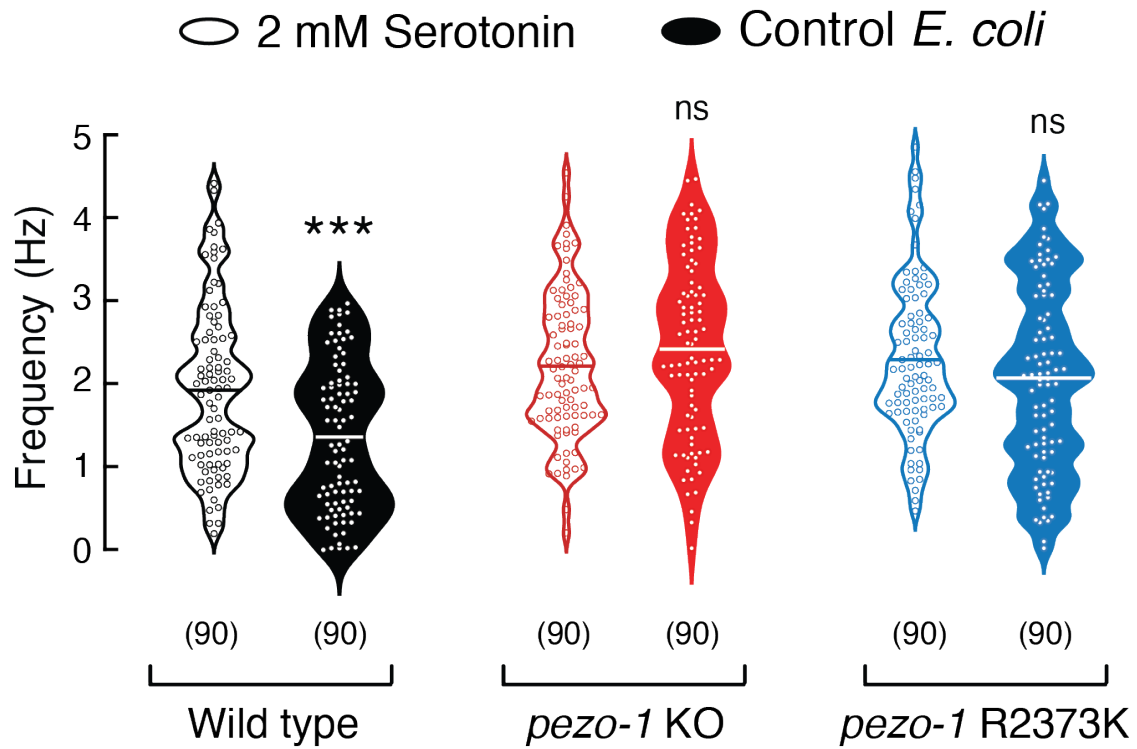 2 mM Serotonin Control E. coli
ns
ns
***
5
4
3
2
1
0
Frequency (Hz)
(90) (90) (90) (90) (90) (90)
Wild type pezo-1 KO pezo-1 R2373K